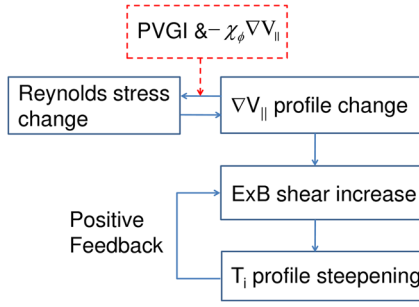 PVGI &− χ_ϕ ∇V_||
Reynolds stress
change
∇V_|| profile change
ExB shear increase
Positive
Feedback
T_i profile steepening